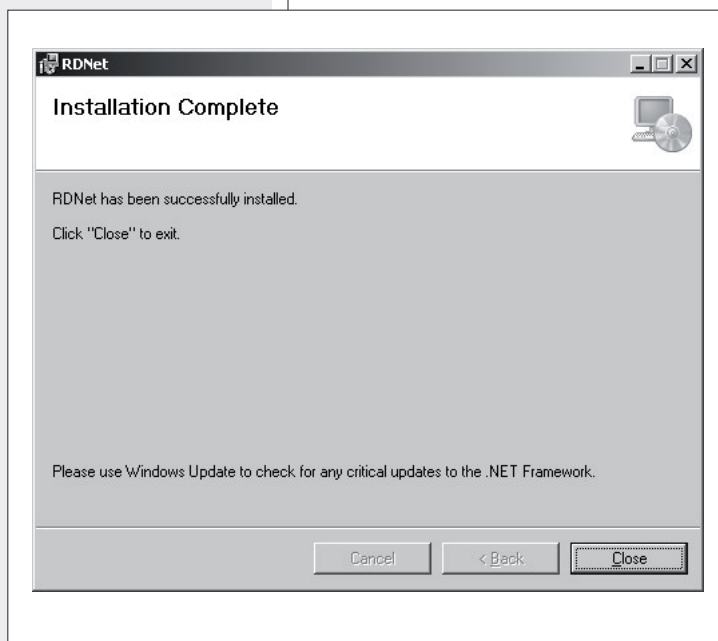 RDNet
Installation Complete
RDNet has been successfully installed.
Click "Close" to exit.
Please use Windows Update to check for any critical updates to the .NET Framework.
Cancel
< Back
Close